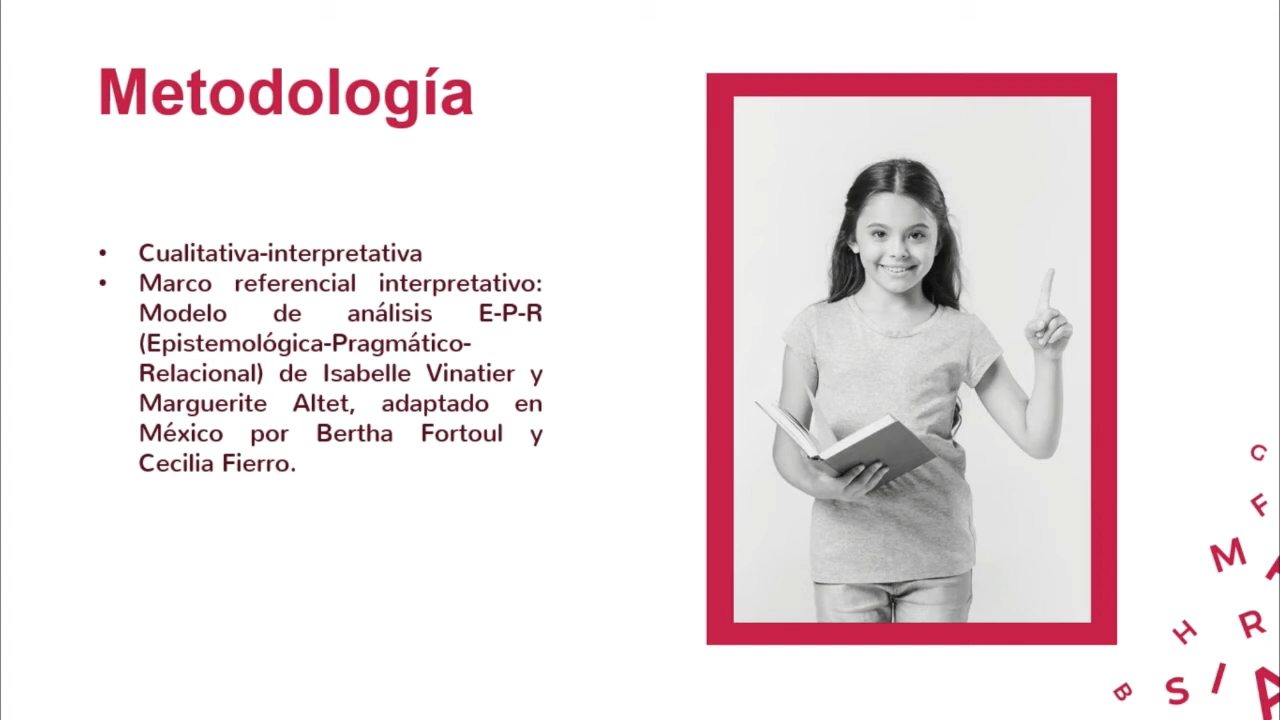 Metodología
• Cualitativa-interpretativa
• Marco referencial interpretativo:
Modelo de análisis E-P-R
(Epistemológica-Pragmático-
Relacional) de Isabelle Vinatier y
Marguerite Altet, adaptado en
México por Bertha Fortoul y
Cecilia Fierro.
G
F
M
H
R
B
S
I
A